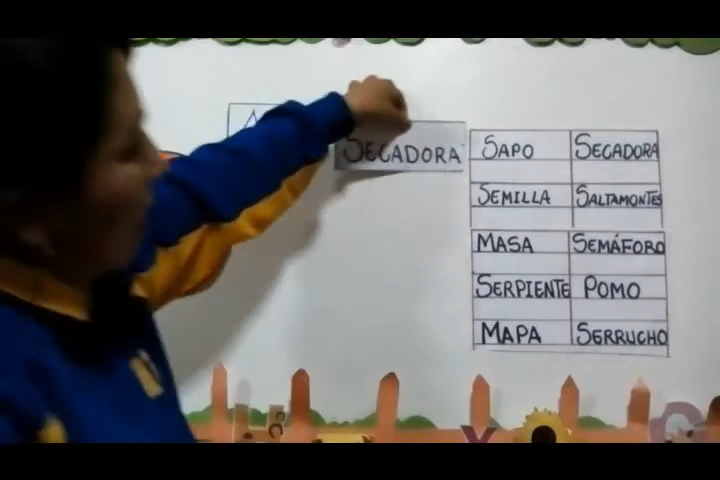 A
SECADORA
SAPO SECADORA
SEMILLA SALTAMONTES
MASA SEMÁFORO
SERPIENTE POMO
MAPA SERRUCHO